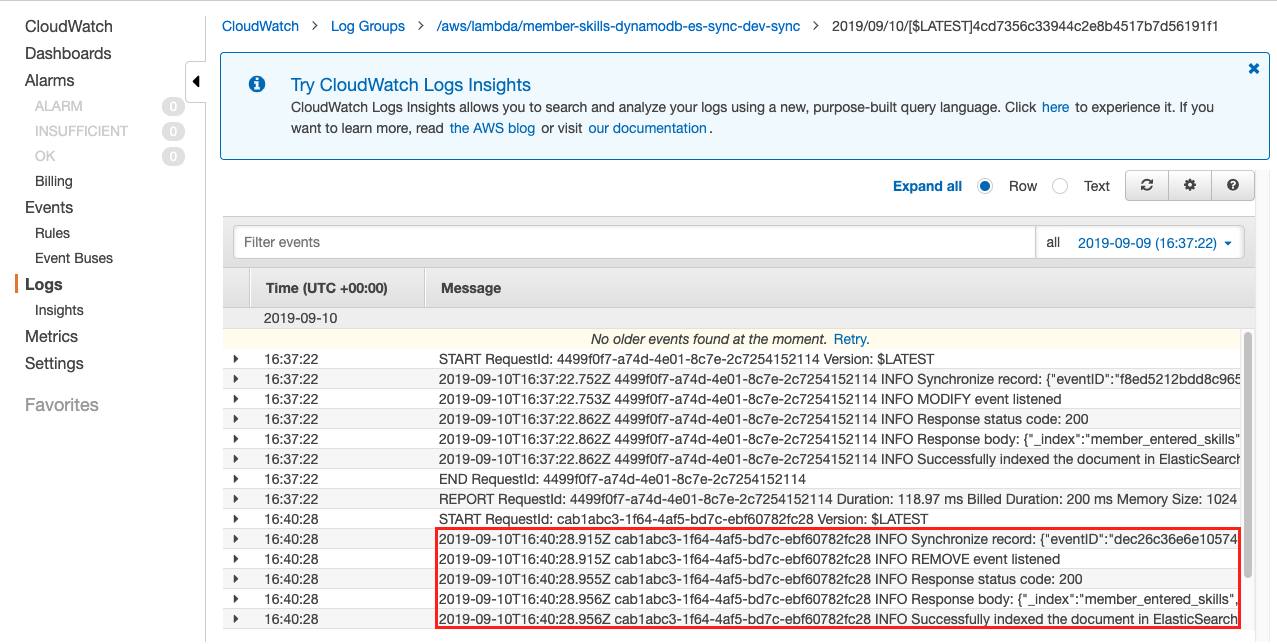 CloudWatch
Dashboards
Alarms
ALARM 0
INSUFFICIENT 0
OK 0
Billing
Events
Rules
Event Buses
Logs
Insights
Metrics
Settings
Favorites
CloudWatch > Log Groups > /aws/lambda/member-skills-dynamodb-es-sync-dev-sync > 2019/09/10/[$LATEST]4cd7356c33944c2e8b4517b7d56191f1
Try CloudWatch Logs Insights
CloudWatch Logs Insights allows you to search and analyze your logs using a new, purpose-built query language. Click here to experience it. If you
want to learn more, read the AWS blog or visit our documentation.
Expand all Row Text
Filter events all 2019-09-09 (16:37:22)
Time (UTC +00:00) Message
2019-09-10
No older events found at the moment. Retry.
16:37:22 START RequestId: 4499f0f7-a74d-4e01-8c7e-2c7254152114 Version: $LATEST
16:37:22 2019-09-10T16:37:22.752Z 4499f0f7-a74d-4e01-8c7e-2c7254152114 INFO Synchronize record: {"eventID":"f8ed5212bdd8c965
16:37:22 2019-09-10T16:37:22.753Z 4499f0f7-a74d-4e01-8c7e-2c7254152114 INFO MODIFY event listened
16:37:22 2019-09-10T16:37:22.862Z 4499f0f7-a74d-4e01-8c7e-2c7254152114 INFO Response status code: 200
16:37:22 2019-09-10T16:37:22.862Z 4499f0f7-a74d-4e01-8c7e-2c7254152114 INFO Response body: {"_index":"member_entered_skills"
16:37:22 2019-09-10T16:37:22.862Z 4499f0f7-a74d-4e01-8c7e-2c7254152114 INFO Successfully indexed the document in ElasticSearch
16:37:22 END RequestId: 4499f0f7-a74d-4e01-8c7e-2c7254152114
16:37:22 REPORT RequestId: 4499f0f7-a74d-4e01-8c7e-2c7254152114 Duration: 118.97 ms Billed Duration: 200 ms Memory Size: 1024
16:40:28 START RequestId: cab1abc3-1f64-4af5-bd7c-ebf60782fc28 Version: $LATEST
16:40:28 2019-09-10T16:40:28.915Z cab1abc3-1f64-4af5-bd7c-ebf60782fc28 INFO Synchronize record: {"eventID":"dec26c36e6e10574
16:40:28 2019-09-10T16:40:28.915Z cab1abc3-1f64-4af5-bd7c-ebf60782fc28 INFO REMOVE event listened
16:40:28 2019-09-10T16:40:28.955Z cab1abc3-1f64-4af5-bd7c-ebf60782fc28 INFO Response status code: 200
16:40:28 2019-09-10T16:40:28.956Z cab1abc3-1f64-4af5-bd7c-ebf60782fc28 INFO Response body: {"_index":"member_entered_skills",
16:40:28 2019-09-10T16:40:28.956Z cab1abc3-1f64-4af5-bd7c-ebf60782fc28 INFO Successfully indexed the document in ElasticSearch